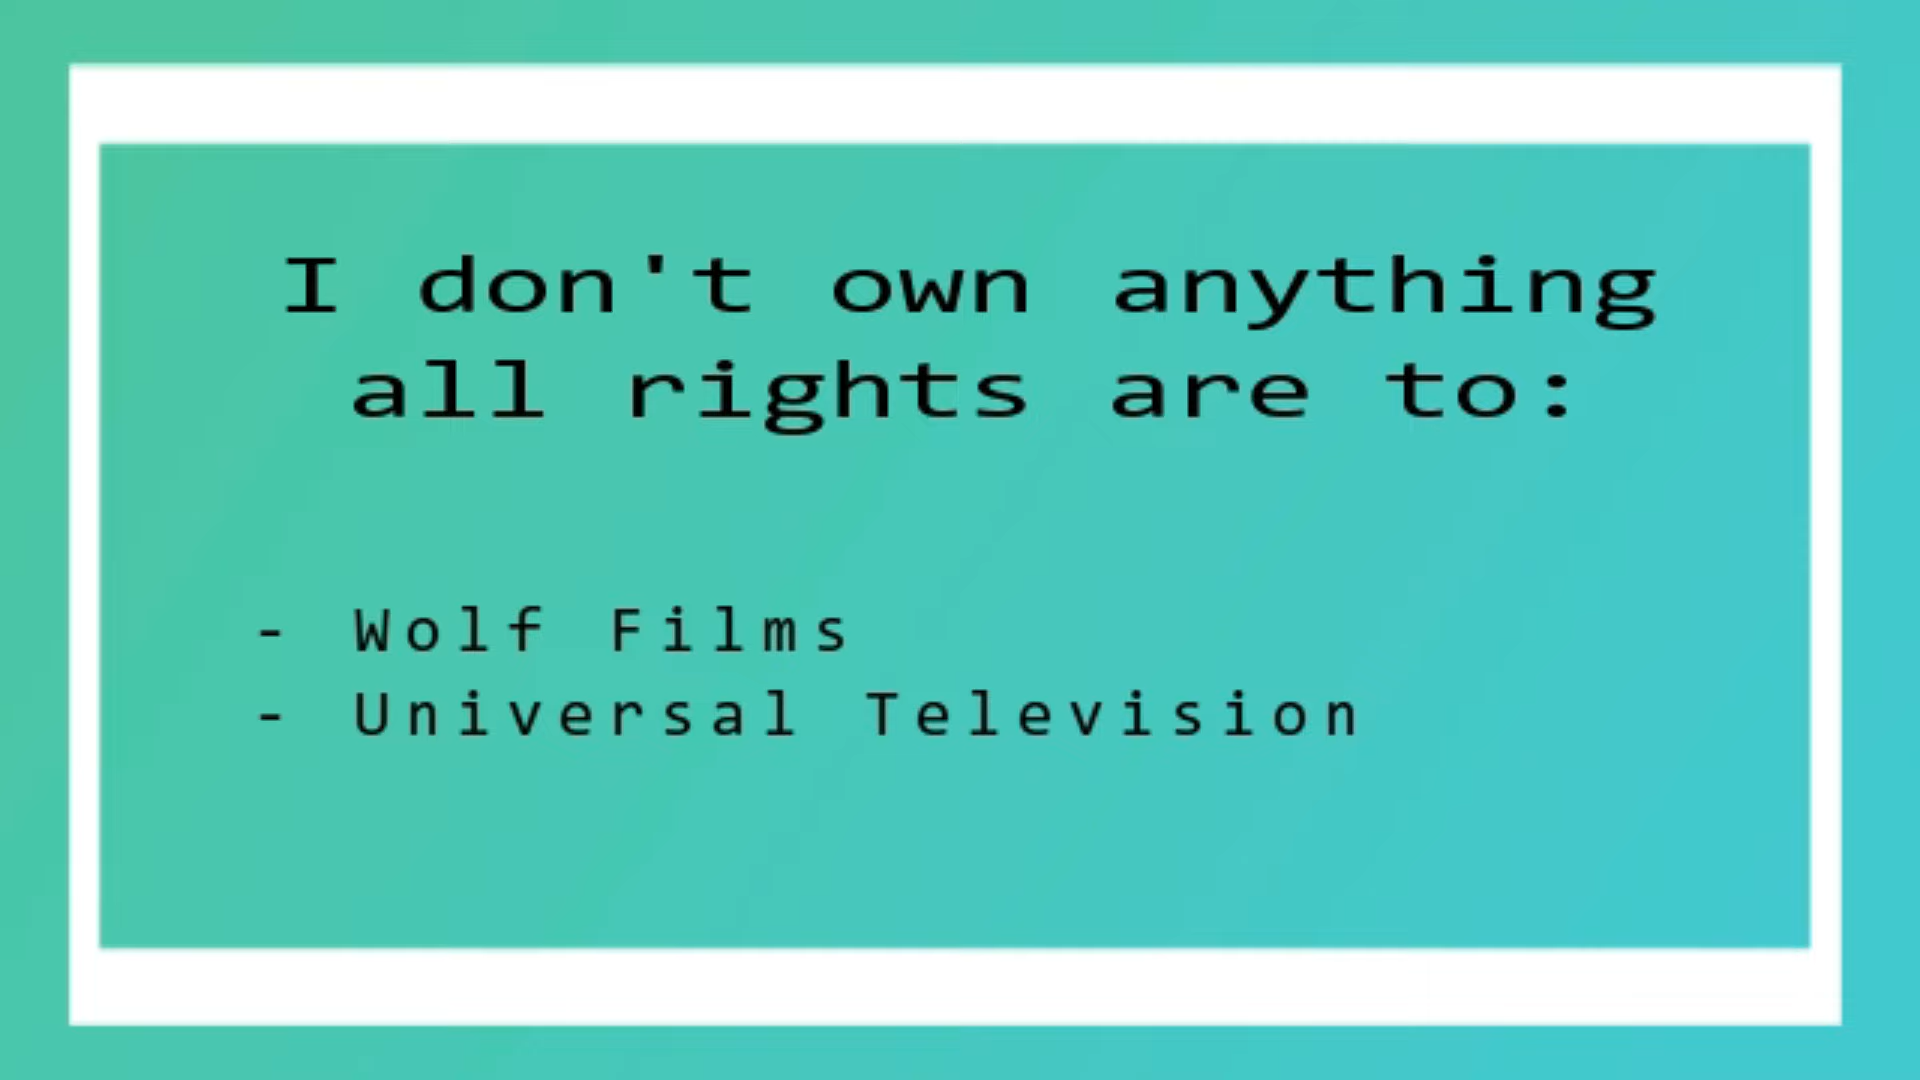 I don't own anything
all rights are to:
- Wolf Films
- Universal Television